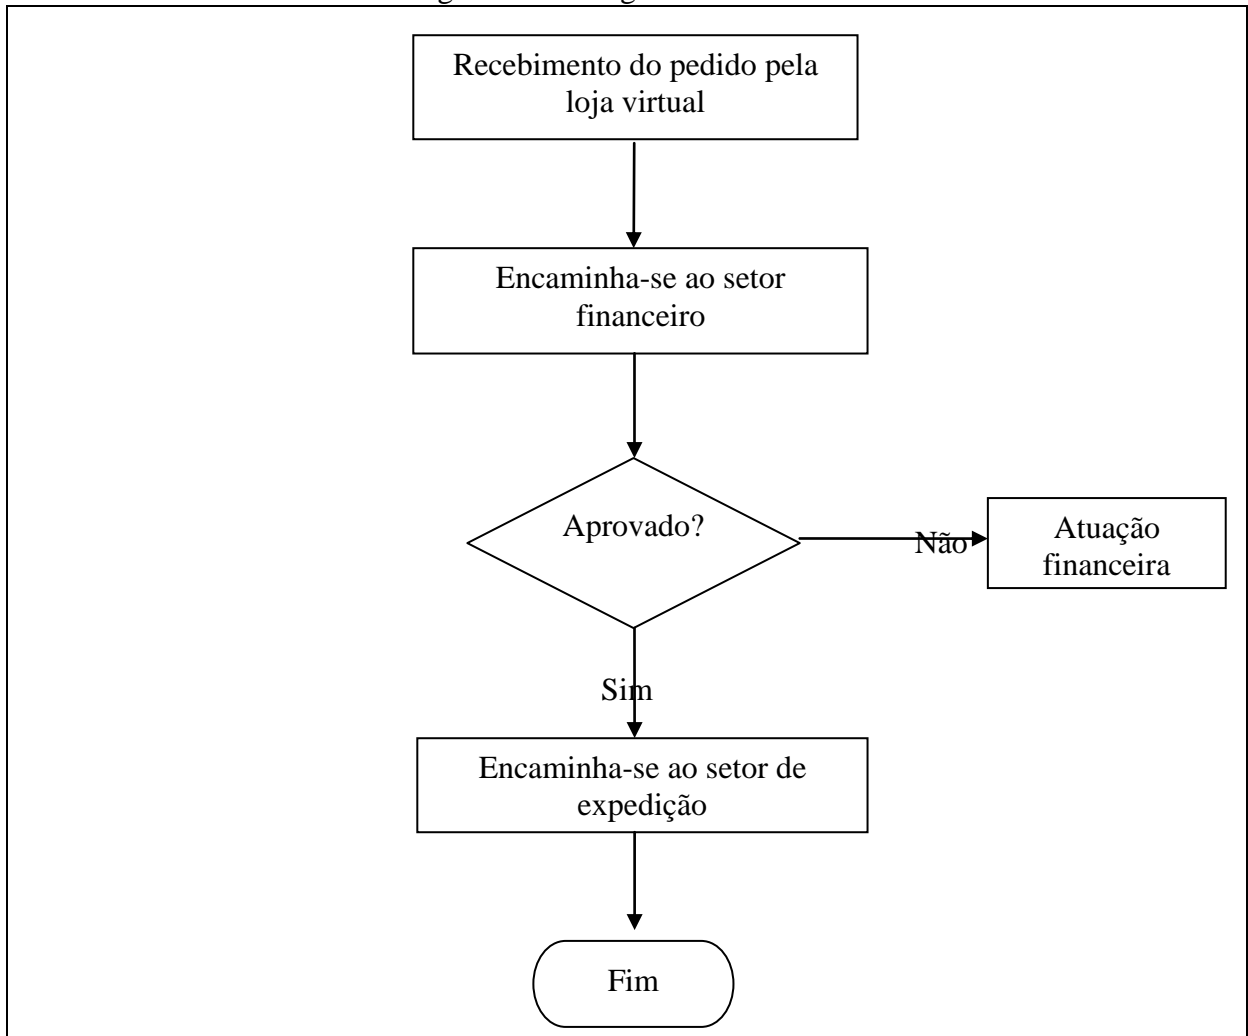 Recebimento do pedido pela
loja virtual
Encaminha-se ao setor
financeiro
Aprovado?
Não
Atuação
financeira
Sim
Encaminha-se ao setor de
expedição
Fim